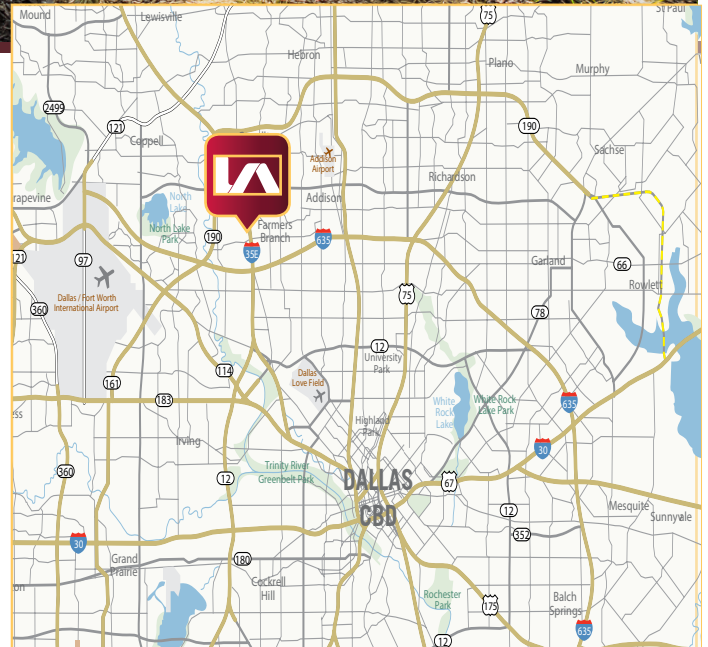 Mound
Lewisville
75
St Paul
Hebron
Plano
Murphy
2499
121
190
Coppell
Addison
Airport
Sachse
Richardson
rapevine
North
Lake
Addison
North Lake
Park
190
Farmers
Branch
35E
635
21
97
Garland
66
Rowlett
360
Dallas / Fort Worth
International Airport
75
78
12
University
Park
114
Dallas
Love Field
161
183
White
Rock
Lake
White Rock
Lake Park
635
ess
Highland
Park
Irving
30
360
Trinity River
Greenbelt Park
12
DALLAS
CBD
67
12
Mesquite
Sunnyvale
352
30
180
Grand
Prairie
Cockrell
Hill
on
Rochester
Park
175
Balch
Springs
635
12